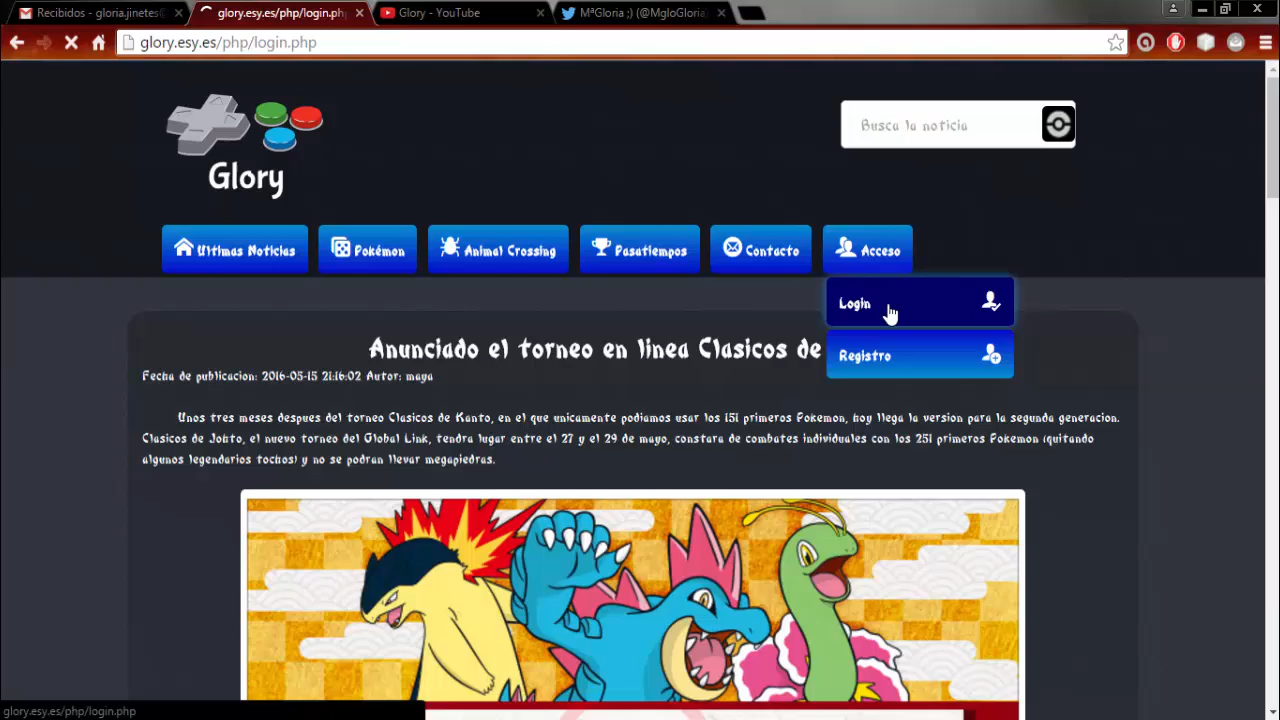 Recibidos - gloria.jinetes@
glory.esy.es/php/login.php
Glory - YouTube
MªGloria ;) (@MgloGloria)
glory.esy.es/php/login.php
Busca la noticia
Glory
Ultimas Noticias
Pokémon
Animal Crossing
Pasatiempos
Contacto
Acceso
Login
Registro
Anunciado el torneo en linea Clasicos de
Fecha de publicacion: 2016-05-15 21:16:02 Autor: maya
Unos tres meses despues del torneo Clasicos de Kanto, en el que unicamente podiamos usar los 151 primeros Pokemon, hoy llega la version para la segunda generacion.
Clasicos de Johto, el nuevo torneo del Global Link, tendra lugar entre el 27 y el 29 de mayo, constara de combates individuales con los 251 primeros Pokemon (quitando
algunos legendarios tochos) y no se podran llevar megapiedras.
glory.esy.es/php/login.php